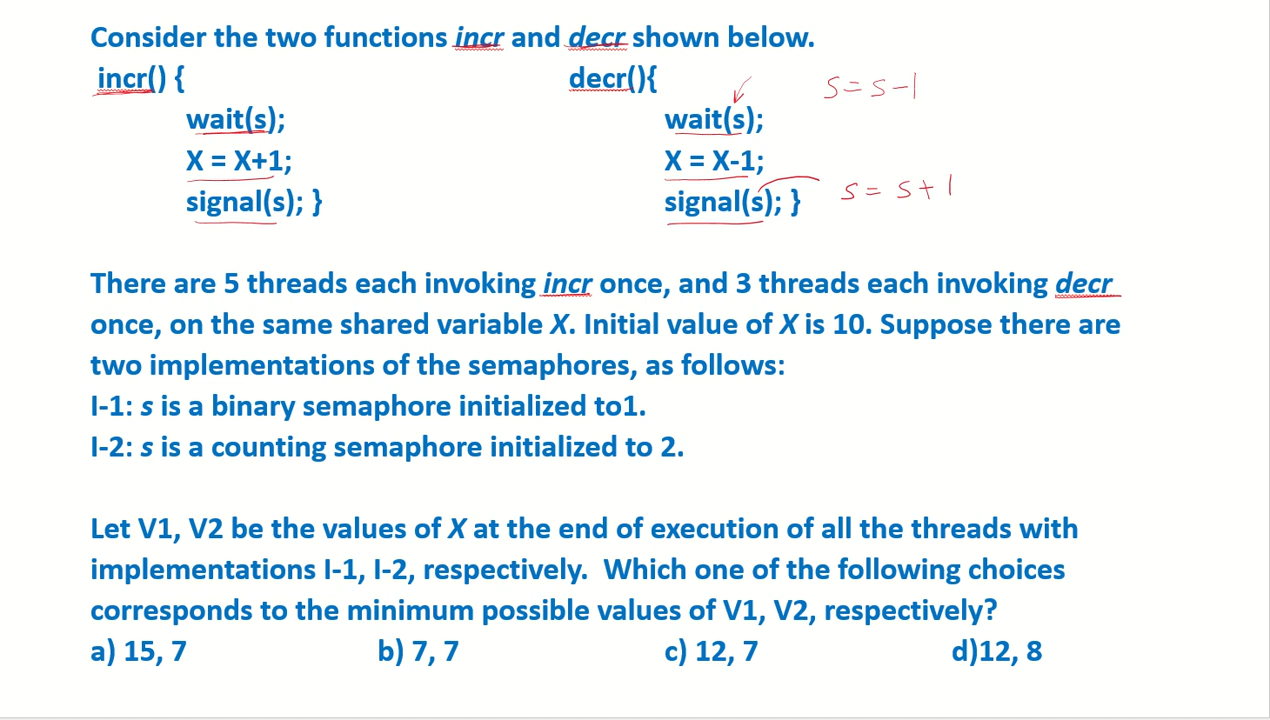 Consider the two functions incr and decr shown below.
incr() { decr(){
wait(s); wait(s); s = s - 1
X = X+1; X = X-1;
signal(s); } signal(s); } s = s + 1
There are 5 threads each invoking incr once, and 3 threads each invoking decr
once, on the same shared variable X. Initial value of X is 10. Suppose there are
two implementations of the semaphores, as follows:
I-1: s is a binary semaphore initialized to1.
I-2: s is a counting semaphore initialized to 2.
Let V1, V2 be the values of X at the end of execution of all the threads with
implementations I-1, I-2, respectively. Which one of the following choices
corresponds to the minimum possible values of V1, V2, respectively?
a) 15, 7 b) 7, 7 c) 12, 7 d)12, 8